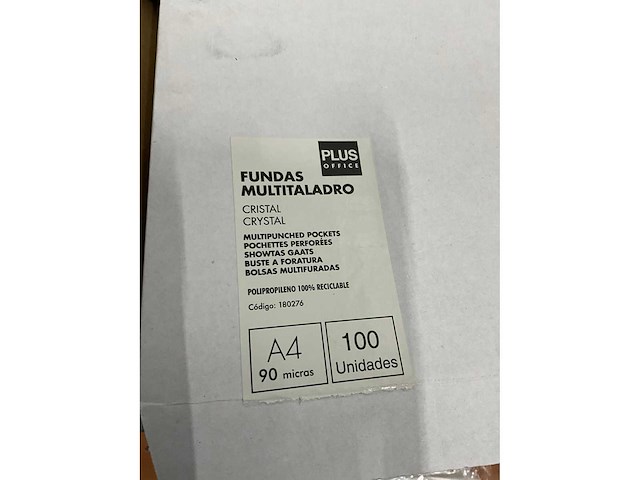 PLUS
OFFICE
FUNDAS
MULTITALADRO
CRISTAL
CRYSTAL
MULTIPUNCHED POCKETS
POCHETTES PERFORÉES
SHOWTAS GAATS
BUSTE A FORATURA
BOLSAS MULTIFURADAS
POLIPROPILENO 100% RECICLABLE
Código: 180276
A4
90 micras
100
Unidades